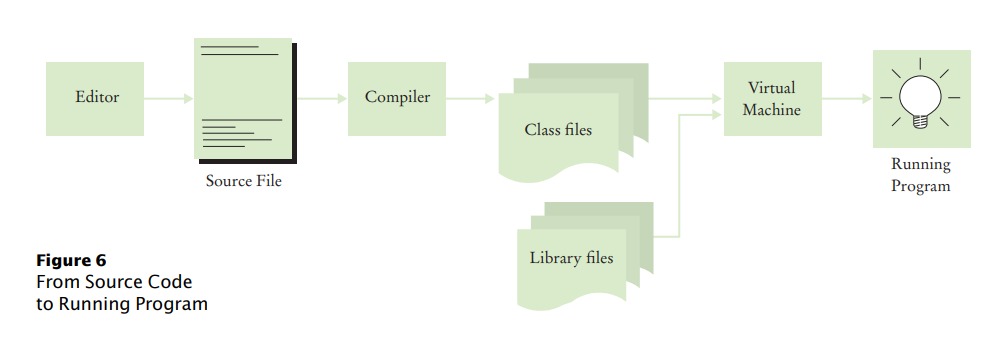 Editor
Source File
Compiler
Class files
Library files
Virtual
Machine
Running
Program
Figure 6
From Source Code
to Running Program